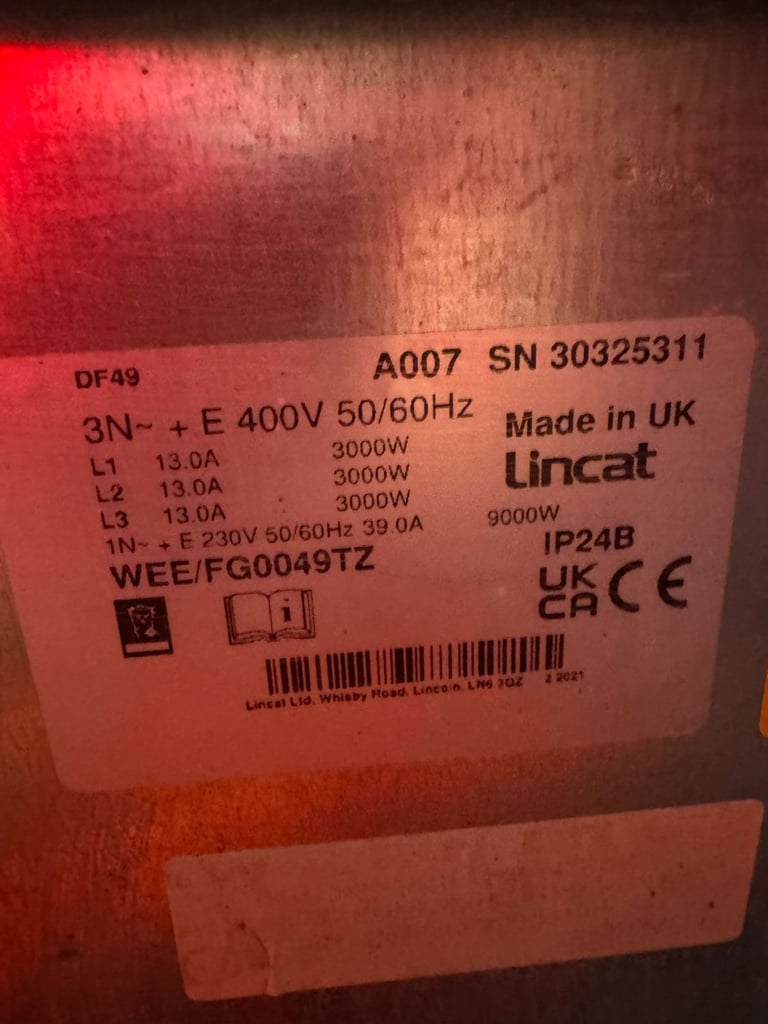 DF49 A007 SN 30325311
3N~ + E 400V 50/60Hz
Made in UK
L1 13.0A 3000W
Lincat
L2 13.0A 3000W
L3 13.0A 3000W
1N~ + E 230V 50/60Hz 39.0A 9000W
WEE/FG0049TZ
IP24B
UK
CA CE
i
Lincat Ltd. Whisby Road, Lincoln, LN6 3QZ 2 2021